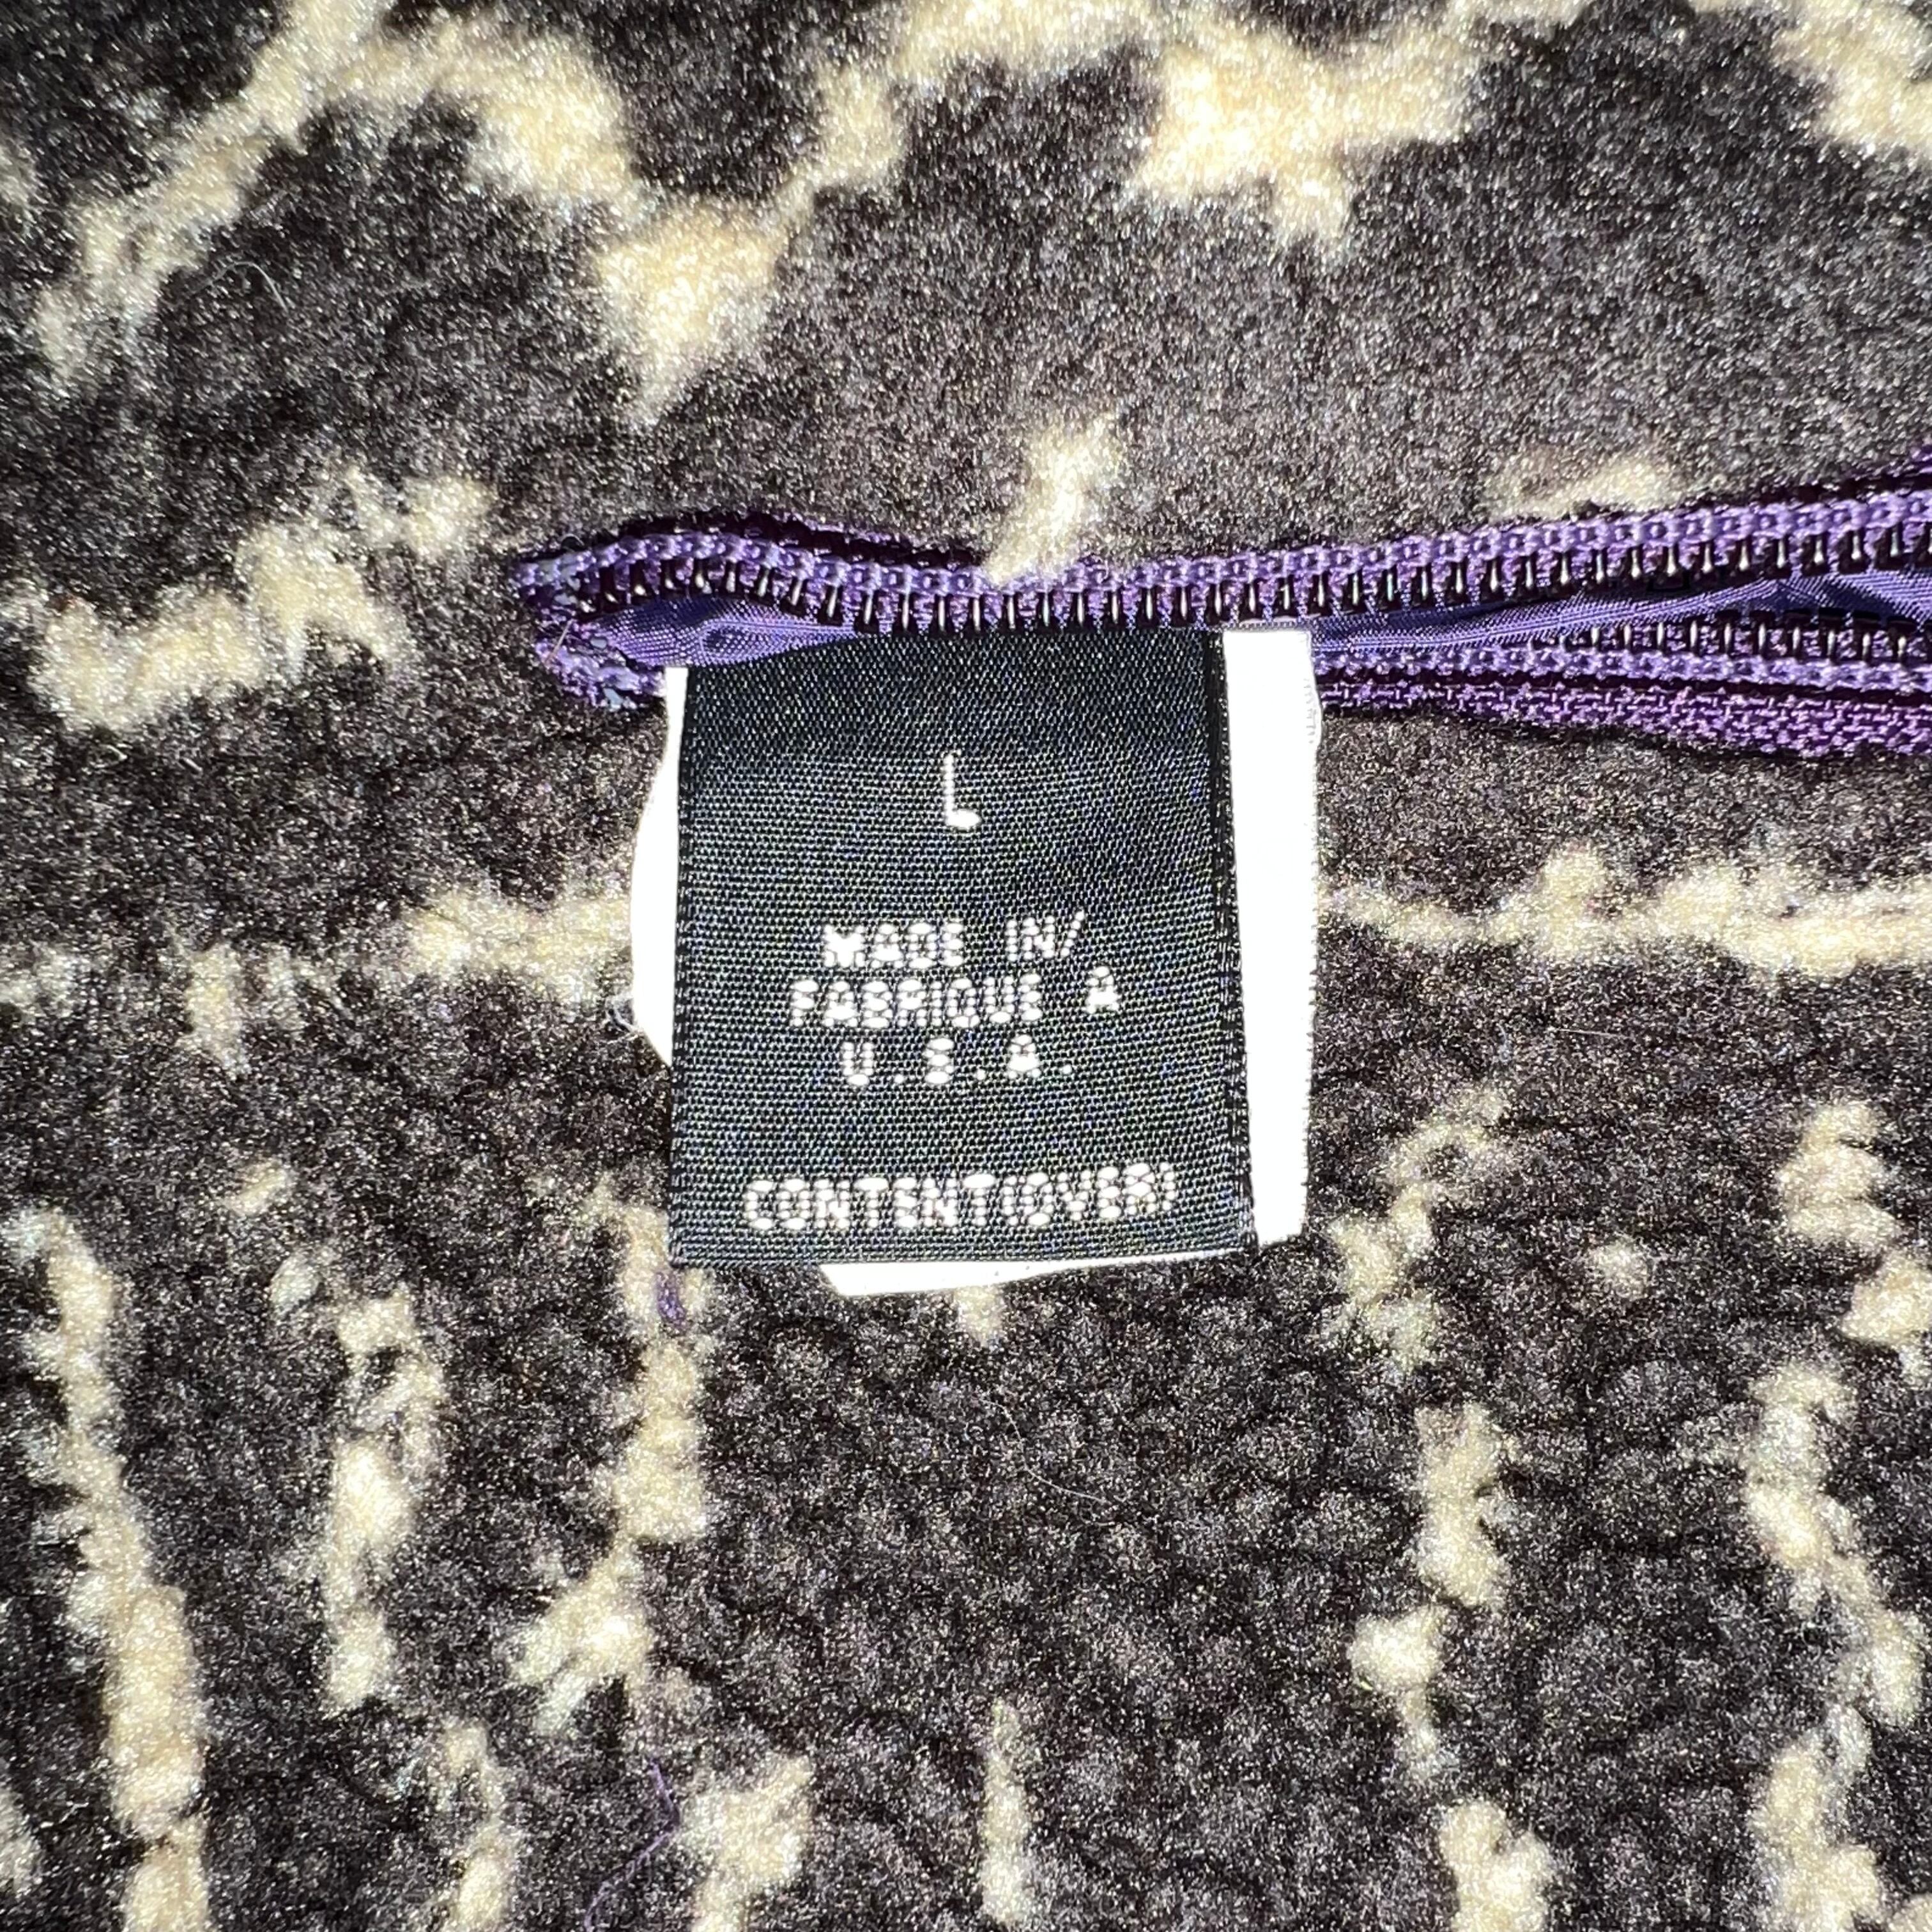 L
MADE IN/
FABRIQUE A
U.S.A.
CONTENT(OVER)